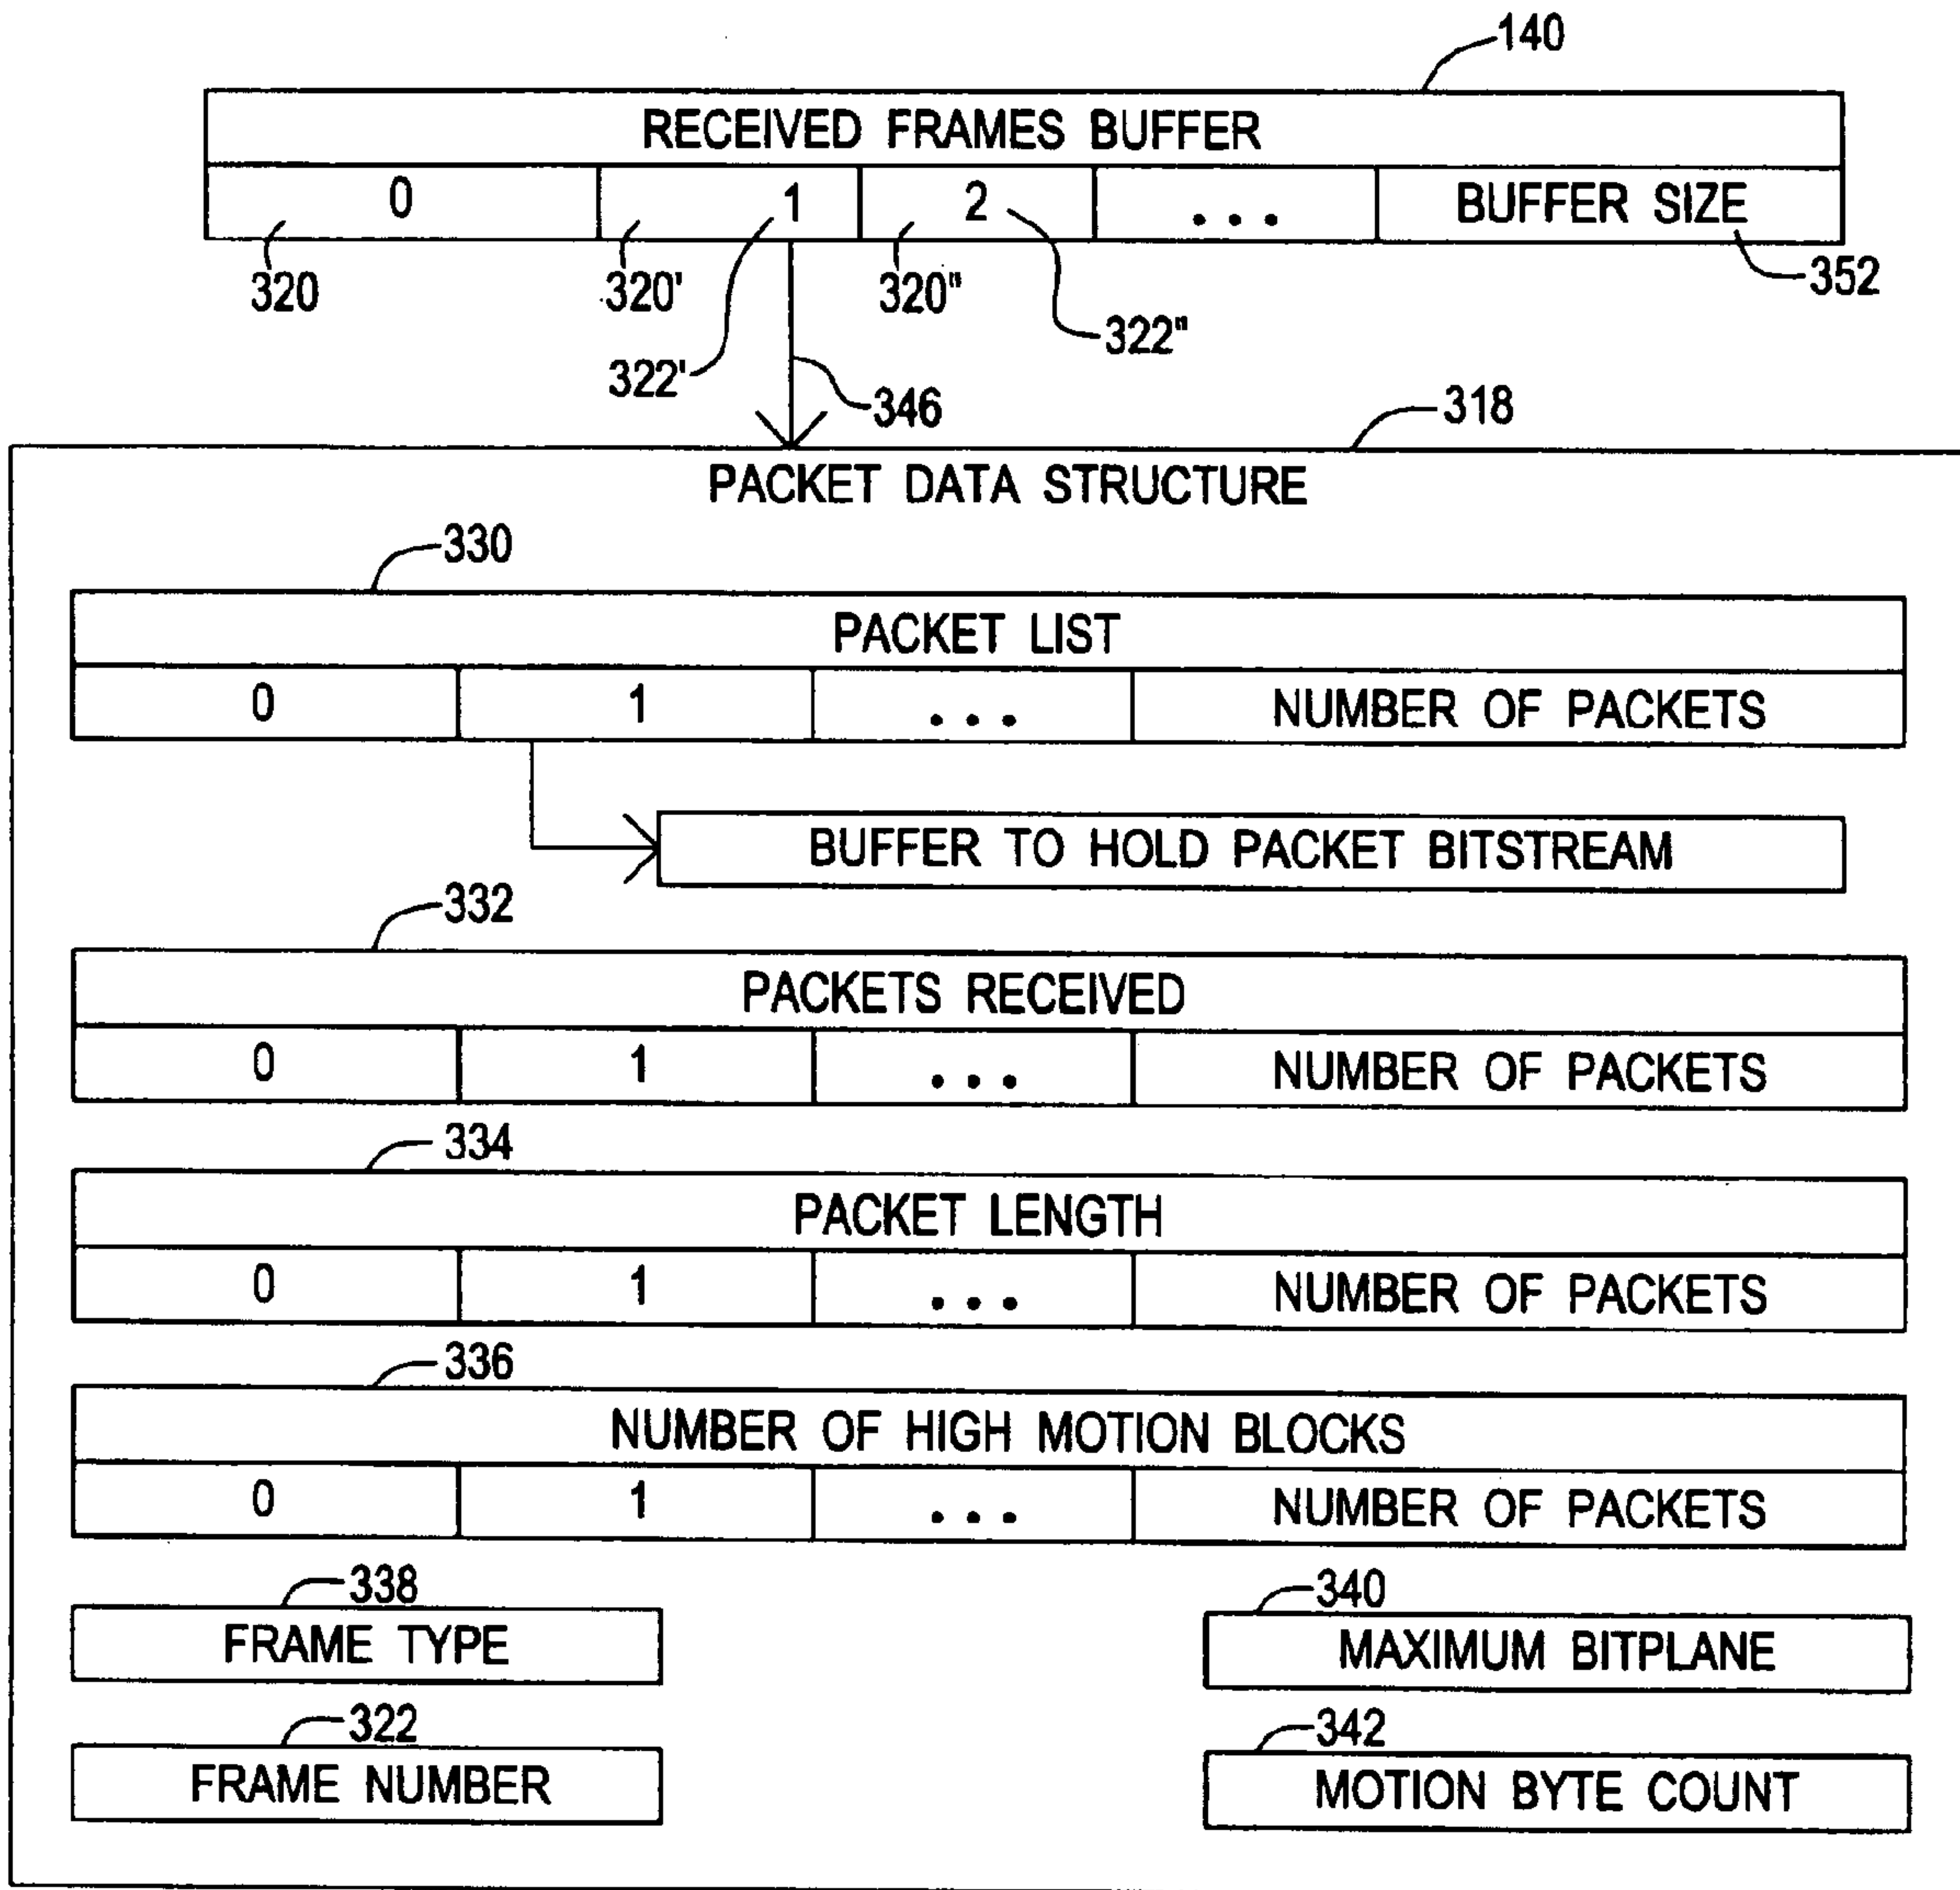 140
RECEIVED FRAMES BUFFER
0 1 2 ... BUFFER SIZE
320 320' 320" 352
322' 322"
346 318
PACKET DATA STRUCTURE
330
PACKET LIST
0 1 ... NUMBER OF PACKETS
BUFFER TO HOLD PACKET BITSTREAM
332
PACKETS RECEIVED
0 1 ... NUMBER OF PACKETS
334
PACKET LENGTH
0 1 ... NUMBER OF PACKETS
336
NUMBER OF HIGH MOTION BLOCKS
0 1 ... NUMBER OF PACKETS
338 340
FRAME TYPE MAXIMUM BITPLANE
322 342
FRAME NUMBER MOTION BYTE COUNT